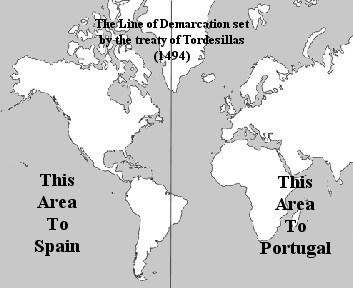 The Line of Demarcation set
by the treaty of Tordesillas
(1494)
This
Area
To
Spain
This
Area
To
Portugal